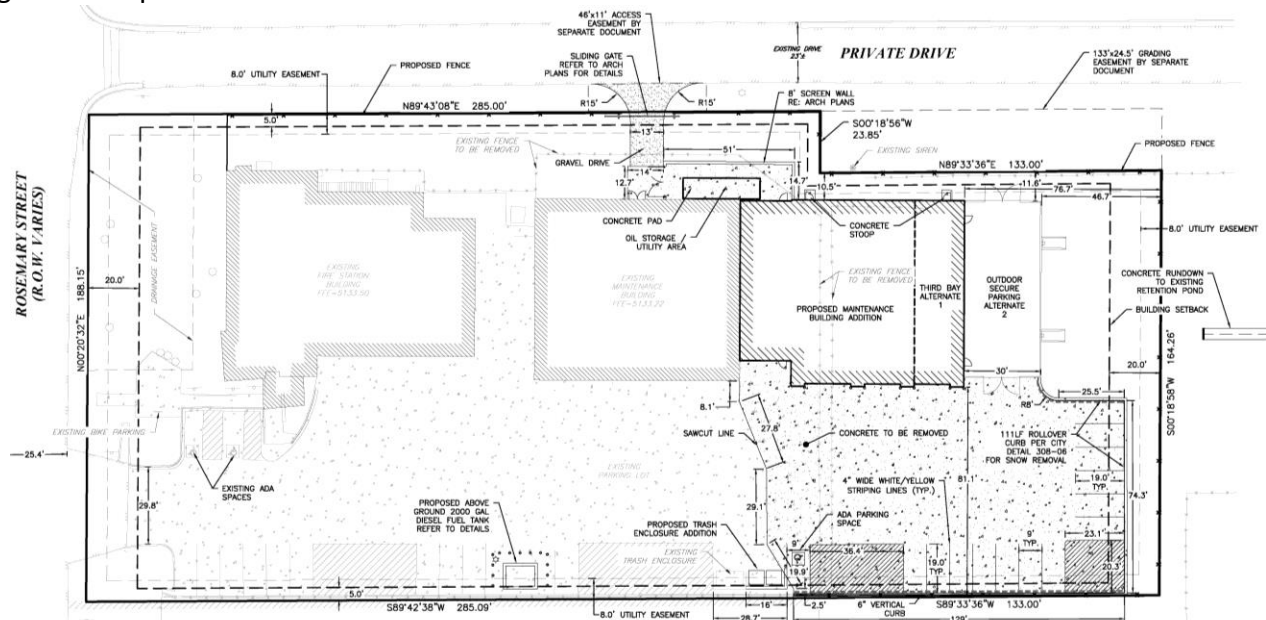 46'x11' ACCESS
EASEMENT BY
SEPARATE DOCUMENT
EXISTING DRIVE
23'±
PRIVATE DRIVE
133'x24.5' GRADING
EASEMENT BY SEPARATE
DOCUMENT
SLIDING GATE
REFER TO ARCH
PLANS FOR DETAILS
PROPOSED FENCE
8.0' UTILITY EASEMENT
8' SCREEN WALL
RE: ARCH PLANS
R15'
R15'
N89°43'08"E 285.00'
5.0'
S00°18'56"W
23.85'
13'
51'
EXISTING FENCE
TO BE REMOVED
GRAVEL DRIVE
EXISTING SIREN
N89°33'36"E 133.00'
PROPOSED FENCE
14'
12.7'
14.7'
10.5'
11.6'
76.7'
46.7'
CONCRETE PAD
OIL STORAGE
UTILITY AREA
CONCRETE
STOOP
8.0' UTILITY EASEMENT
ROSEMARY STREET
(R.O.W. VARIES)
N00°20'32"E 188.15'
20.0'
DRAINAGE EASEMENT
EXISTING
FIRE STATION
BUILDING
FFE=5133.50
EXISTING
MAINTENANCE
BUILDING
FFE=5133.22
EXISTING FENCE
TO BE REMOVED
PROPOSED MAINTENANCE
BUILDING ADDITION
THIRD BAY
ALTERNATE
1
OUTDOOR
SECURE
PARKING
ALTERNATE
2
CONCRETE RUNDOWN
TO EXISTING
RETENTION POND
BUILDING SETBACK
20.0'
S00°18'58"W 164.26'
30'
25.5'
R8'
8.1'
27.8'
SAWCUT LINE
CONCRETE TO BE REMOVED
111LF ROLLOVER
CURB PER CITY
DETAIL 308-06
FOR SNOW REMOVAL
EXISTING BIKE PARKING
25.4'
EXISTING ADA
SPACES
29.8'
EXISTING
PARKING LOT
4" WIDE WHITE/YELLOW
STRIPING LINES (TYP.)
81.1'
19.0'
TYP.
74.3'
PROPOSED ABOVE
GROUND 2000 GAL
DIESEL FUEL TANK
REFER TO DETAILS
29.1'
PROPOSED TRASH
ENCLOSURE ADDITION
ADA PARKING
SPACE
EXISTING
TRASH ENCLOSURE
9'
36.4'
19.9'
19.0'
TYP.
9'
TYP.
23.1'
20.3'
5.0'
S89°42'38"W 285.09'
8.0' UTILITY EASEMENT
16'
28.7'
2.5'
6" VERTICAL
CURB
S89°33'36"W 133.00'
129'